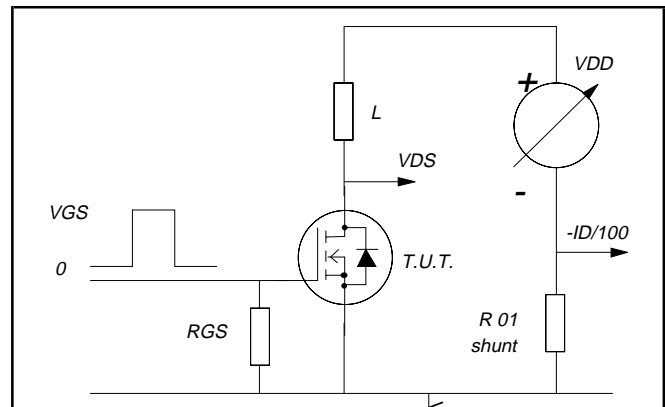 +
VDD
L
VDS
-
VGS
-ID/100
0
T.U.T.
RGS
R 01
shunt